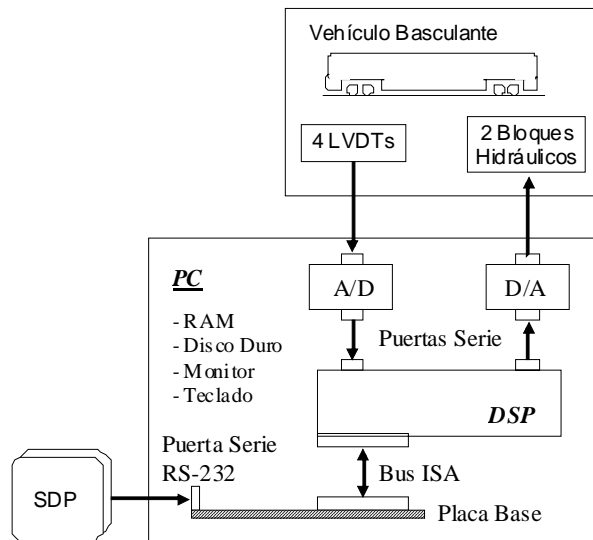 Vehículo Basculante
4 LVDTs
2 Bloques
Hidráulicos
PC
- RAM
- Disco Duro
- Monitor
- Teclado
A/D
D/A
Puertas Serie
DSP
Puerta Serie
RS-232
Bus ISA
SDP
Placa Base